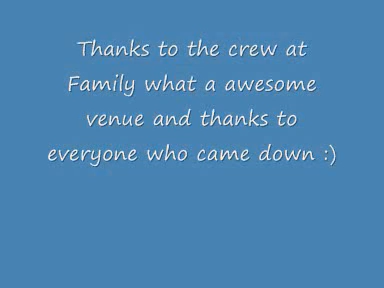 Thanks to the crew at
Family what a awesome
venue and thanks to
everyone who came down :)